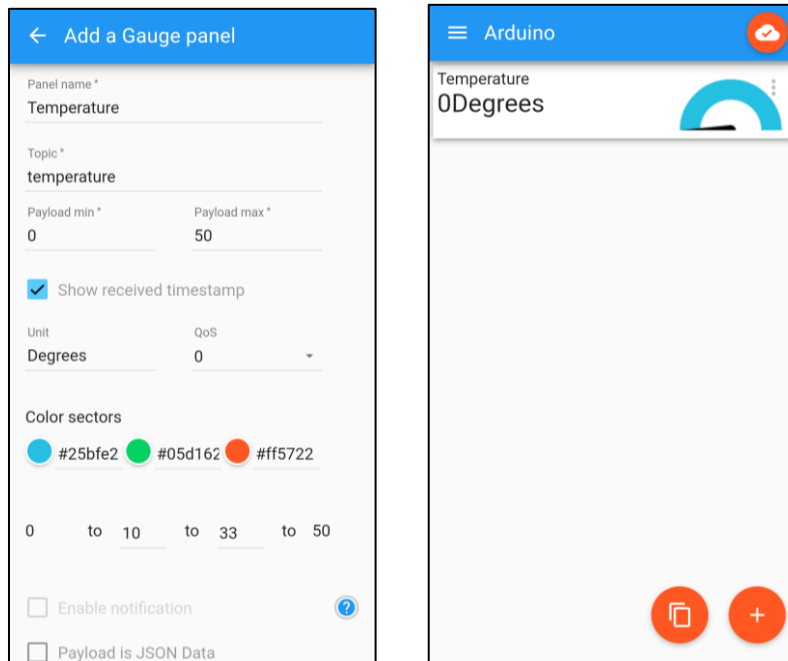 Add a Gauge panel
Panel name *
Temperature
Topic *
temperature
Payload min * Payload max *
0 50
Show received timestamp
Unit QoS
Degrees 0
Color sectors
#25bfe2 #05d162 #ff5722
0 to 10 to 33 to 50
Enable notification ?
Payload is JSON Data
Arduino
Temperature
0Degrees